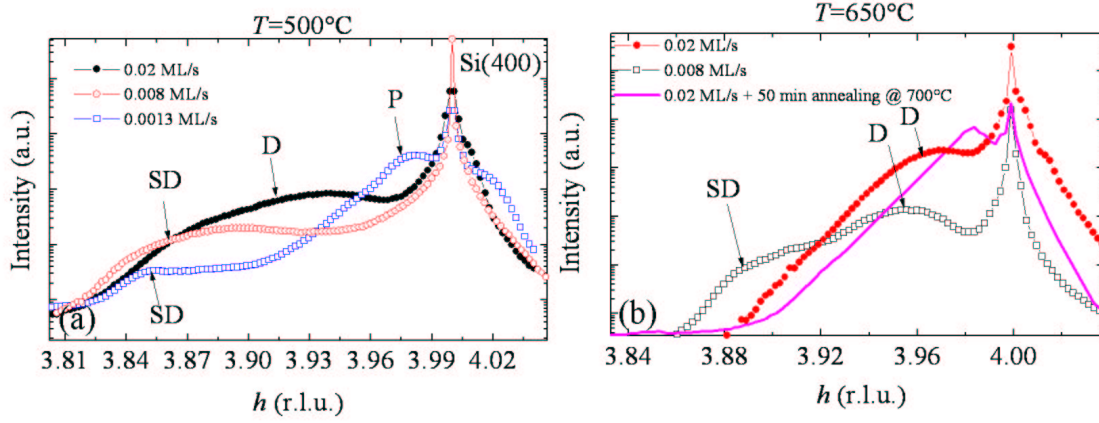 T=500°C
0.02 ML/s
0.008 ML/s
0.0013 ML/s
Si(400)
P
D
SD
SD
(a)
Intensity (a.u.)
3.81 3.84 3.87 3.90 3.93 3.96 3.99 4.02
h (r.l.u.)
T=650°C
0.02 ML/s
0.008 ML/s
0.02 ML/s + 50 min annealing @ 700°C
D
D
SD
(b)
Intensity (a.u.)
3.84 3.88 3.92 3.96 4.00
h (r.l.u.)